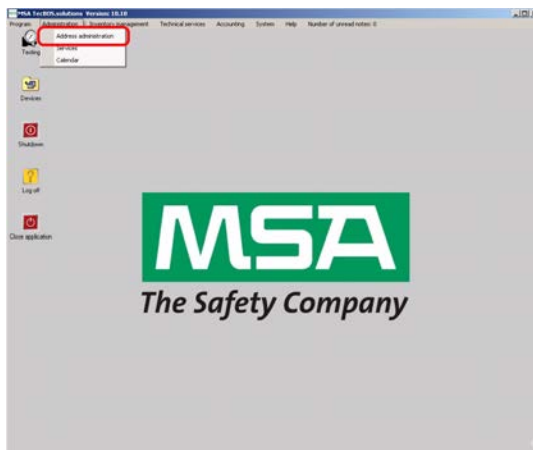 MSA TecBOS.solutions Version: 18.10
Program Administration Inventory management Technical services Accounting System Help Number of unread notes: 0
Address administration
Services
Calendar
Testing
Devices
Shutdown
Log off
Close application
MSA
The Safety Company